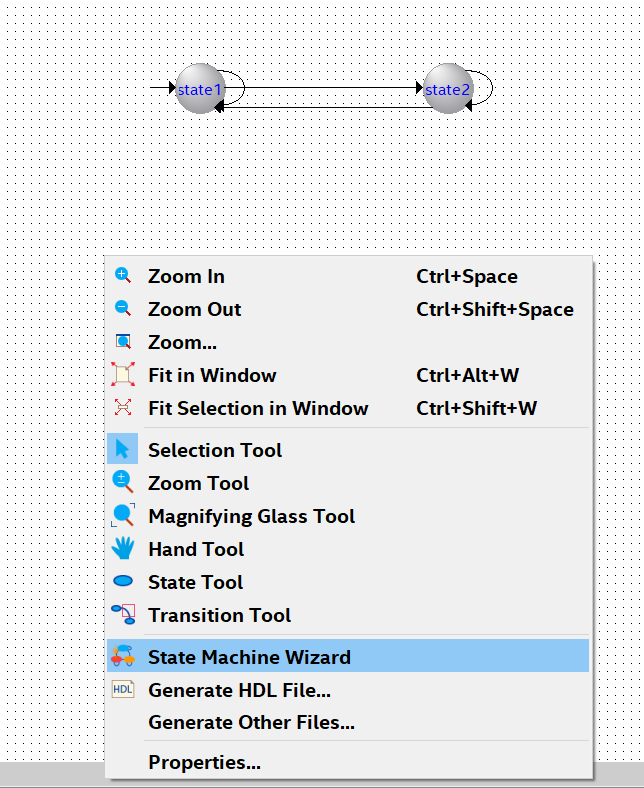 state1 state2
Zoom In Ctrl+Space
Zoom Out Ctrl+Shift+Space
Zoom...
Fit in Window Ctrl+Alt+W
Fit Selection in Window Ctrl+Shift+W
Selection Tool
Zoom Tool
Magnifying Glass Tool
Hand Tool
State Tool
Transition Tool
State Machine Wizard
HDL Generate HDL File...
Generate Other Files...
Properties...